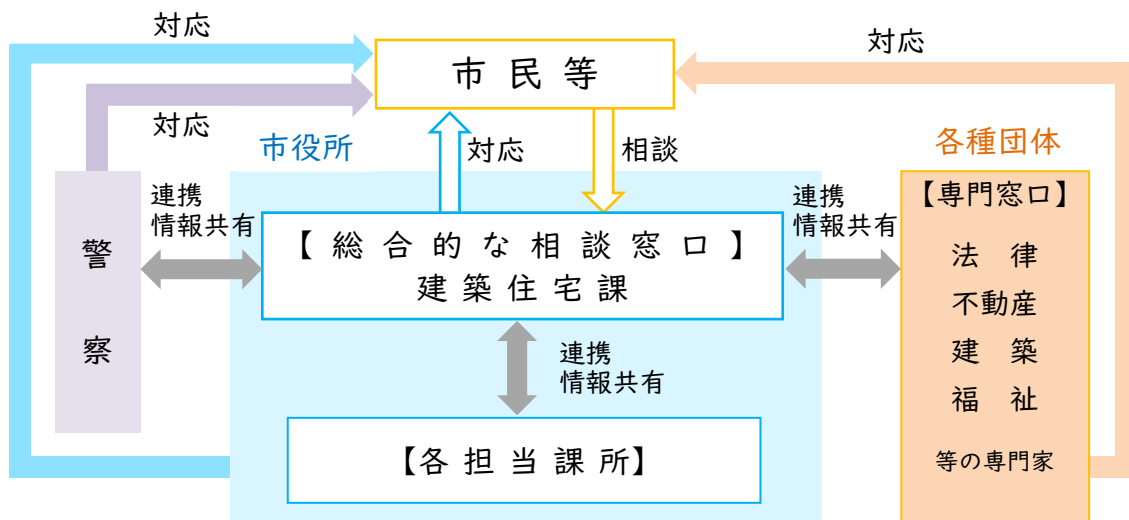 対応
市 民 等
対応
対応
市役所
対応
相談
各種団体
連携
情報共有
警
察
【 総 合 的 な 相 談 窓 口 】
建 築 住 宅 課
連携
情報共有
【専門窓口】
法 律
不動産
建 築
福 祉
等の専門家
連携
情報共有
【各 担 当 課 所】